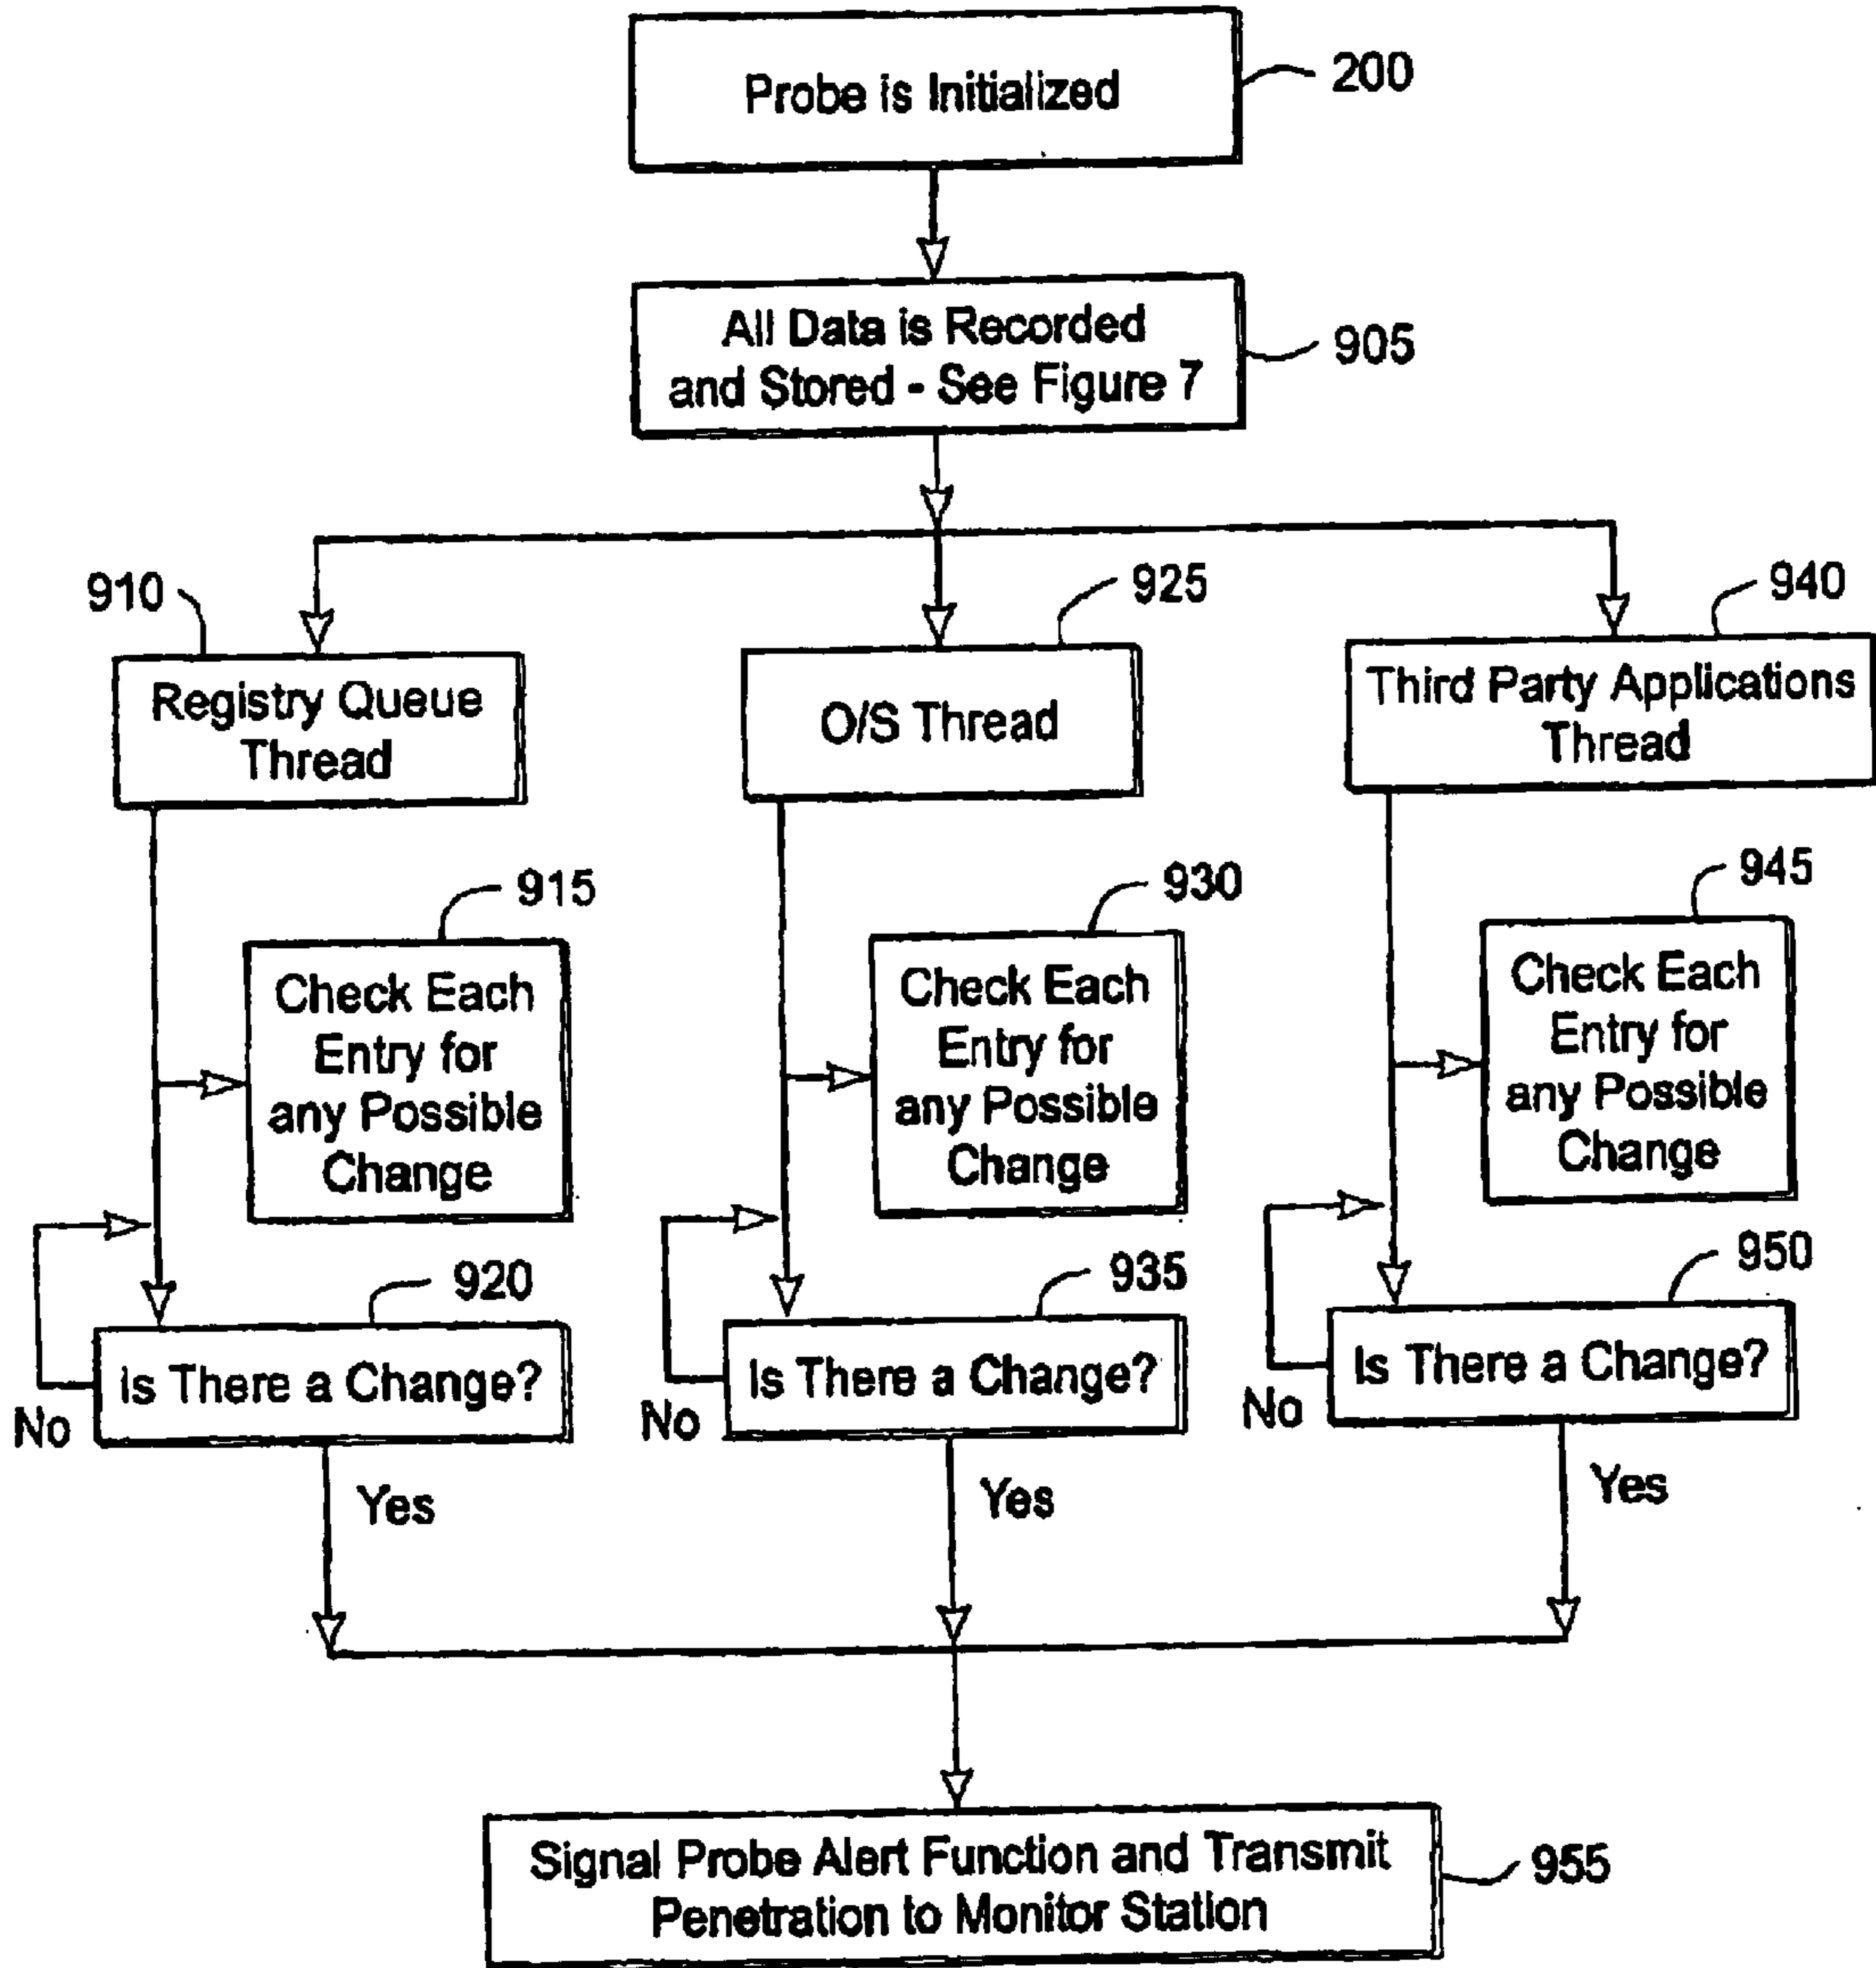 Probe is Initialized
200
All Data is Recorded
and Stored - See Figure 7
905
910
925
940
Registry Queue
Thread
O/S Thread
Third Party Applications
Thread
915
930
945
Check Each
Entry for
any Possible
Change
Check Each
Entry for
any Possible
Change
Check Each
Entry for
any Possible
Change
920
935
950
Is There a Change?
Is There a Change?
Is There a Change?
No
No
No
Yes
Yes
Yes
Signal Probe Alert Function and Transmit
Penetration to Monitor Station
955